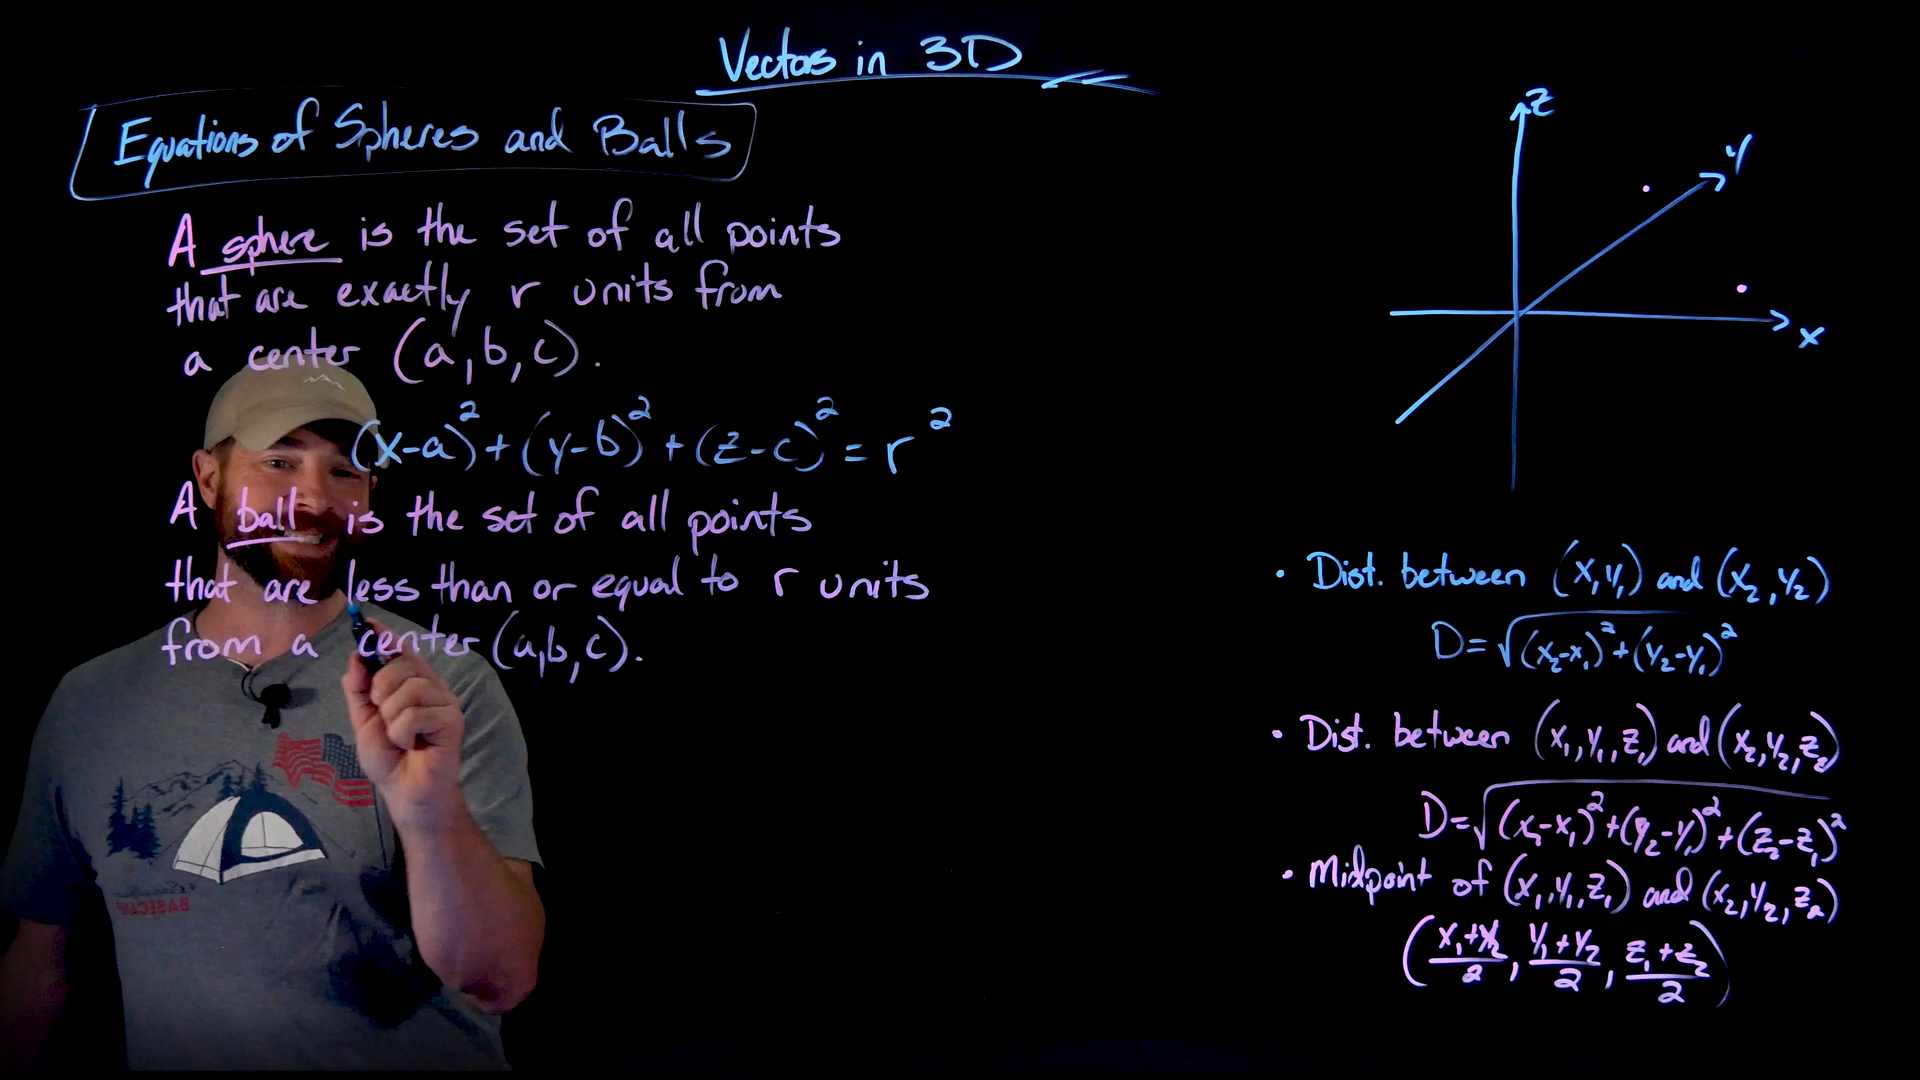 Vectors in 3D
Equations of Spheres and Balls
A sphere is the set of all points
that are exactly r units from
a center (a,b,c).
(x-a)²+(y-b)²+(z-c)²=r²
A ball is the set of all points
that are less than or equal to r units
from a center (a,b,c).
z
y
x
• Dist. between (x₁,y₁) and (x₂,y₂)
D=√(x₂-x₁)²+(y₂-y₁)²
• Dist. between (x₁,y₁,z₁) and (x₂,y₂,z₂)
D=√(x₂-x₁)²+(y₂-y₁)²+(z₂-z₁)²
• Midpoint of (x₁,y₁,z₁) and (x₂,y₂,z₂)
(x₁+x₂/2, y₁+y₂/2, z₁+z₂/2)